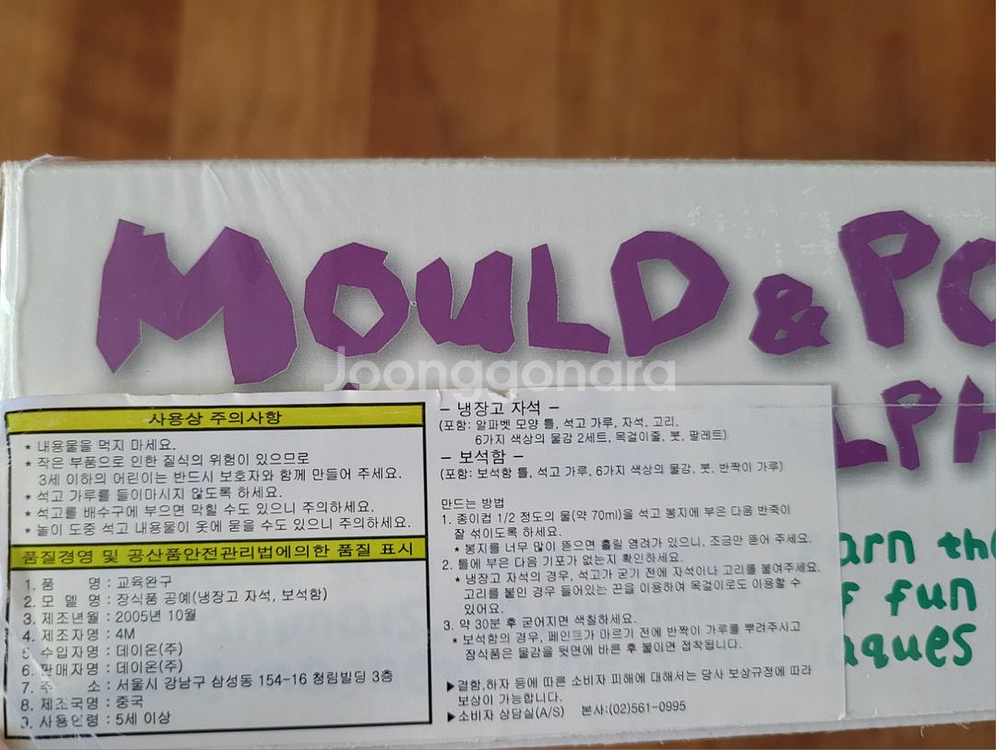 MOULD & PO
LPH
arn the
f fun
iques
Joonggonara
사용상 주의사항
* 내용물을 먹지 마세요.
* 작은 부품으로 인한 질식의 위험이 있으므로
3세 이하의 어린이는 반드시 보호자와 함께 만들어 주세요.
* 석고 가루를 들이마시지 않도록 하세요.
* 석고를 배수구에 부으면 막힐 수도 있으니 주의하세요.
* 놀이 도중 석고 내용물이 옷에 묻을 수도 있으니 주의하세요.
품질경영 및 공산품안전관리법에의한 품질 표시
1. 품 명 : 교육완구
2. 모 델 명 : 장식품 공예(냉장고 자석, 보석함)
3. 제조년월 : 2005년 10월
4. 제조자명 : 4M
5. 수입자명 : 데이온(주)
6. 판매자명 : 데이온(주)
7. 주 소 : 서울시 강남구 삼성동 154-16 청림빌딩 3층
8. 제조국명 : 중국
9. 사용연령 : 5세 이상
- 냉장고 자석 -
(포함: 알파벳 모양 틀, 석고 가루, 자석, 고리.
6가지 색상의 물감 2세트, 목걸이줄, 붓, 팔레트)
- 보석함 -
(포함: 보석함 틀, 석고 가루, 6가지 색상의 물감. 붓. 반짝이 가루)
만드는 방법
1. 종이컵 1/2 정도의 물(약 70ml)을 석고 봉지에 부은 다음 반죽이
잘 섞이도록 하세요.
* 봉지를 너무 많이 뜯으면 흘릴 염려가 있으니. 조금만 뜯어 주세요.
2. 틀에 부은 다음 기포가 없는지 확인하세요.
* 냉장고 자석의 경우, 석고가 굳기 전에 자석이나 고리를 붙여주세요.
고리를 붙인 경우 들어있는 끈을 이용하여 목걸이로도 이용할 수
있어요.
3. 약 30분 후 굳어지면 색칠하세요.
* 보석함의 경우, 페인트가 마르기 전에 반짝이 가루를 뿌려주시고
장식품은 물감을 뒷면에 바른 후 붙이면 접착됩니다.
▶결함,하자 등에 따른 소비자 피해에 대해서는 당사 보상규정에 따라
보상이 가능합니다.
▶소비자 상담실(A/S) 본사:(02)561-0995